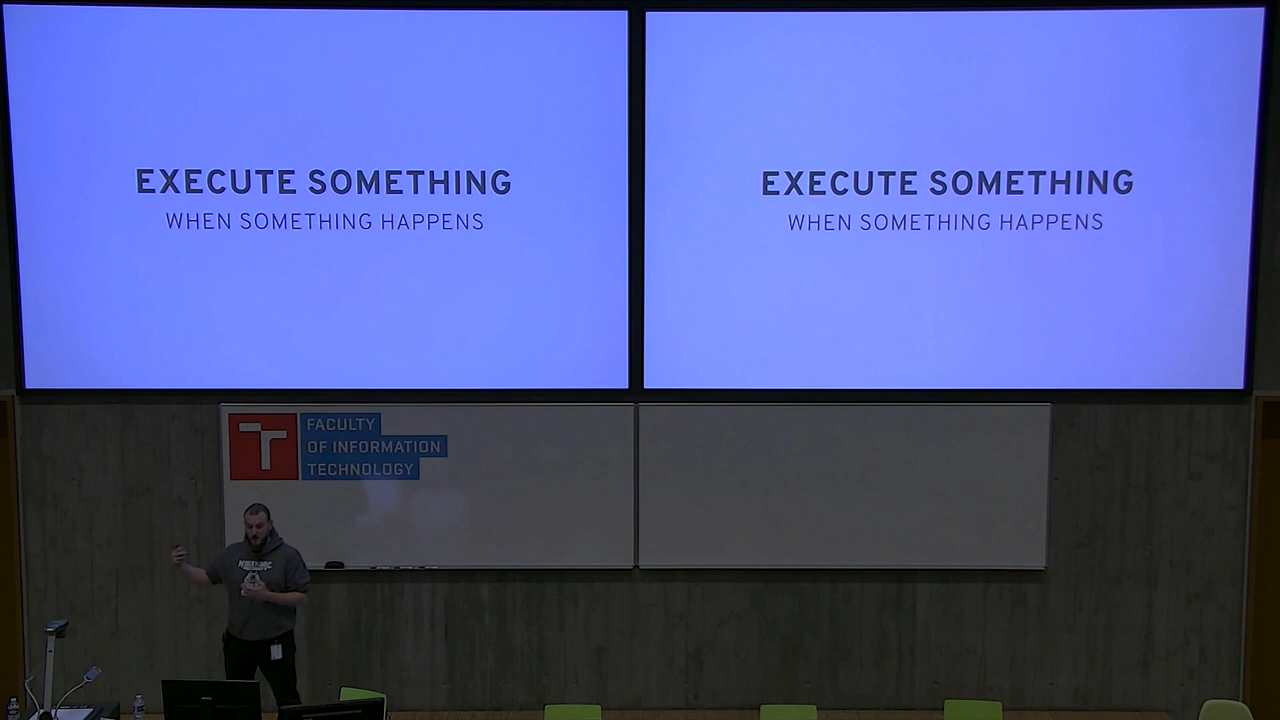 EXECUTE SOMETHING
WHEN SOMETHING HAPPENS
EXECUTE SOMETHING
WHEN SOMETHING HAPPENS
T
FACULTY
OF INFORMATION
TECHNOLOGY